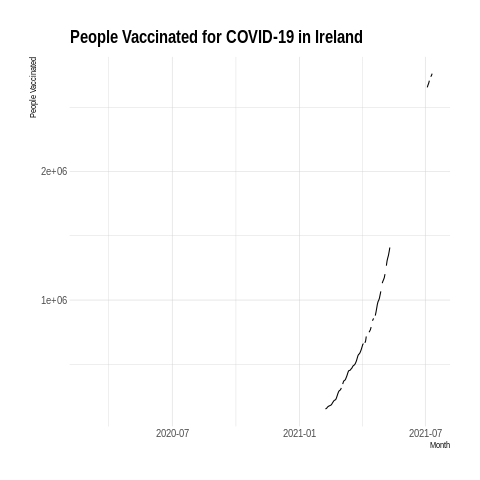 People Vaccinated for COVID-19 in Ireland
People Vaccinated
2e+06
1e+06
2020-07
2021-01
2021-07
Month